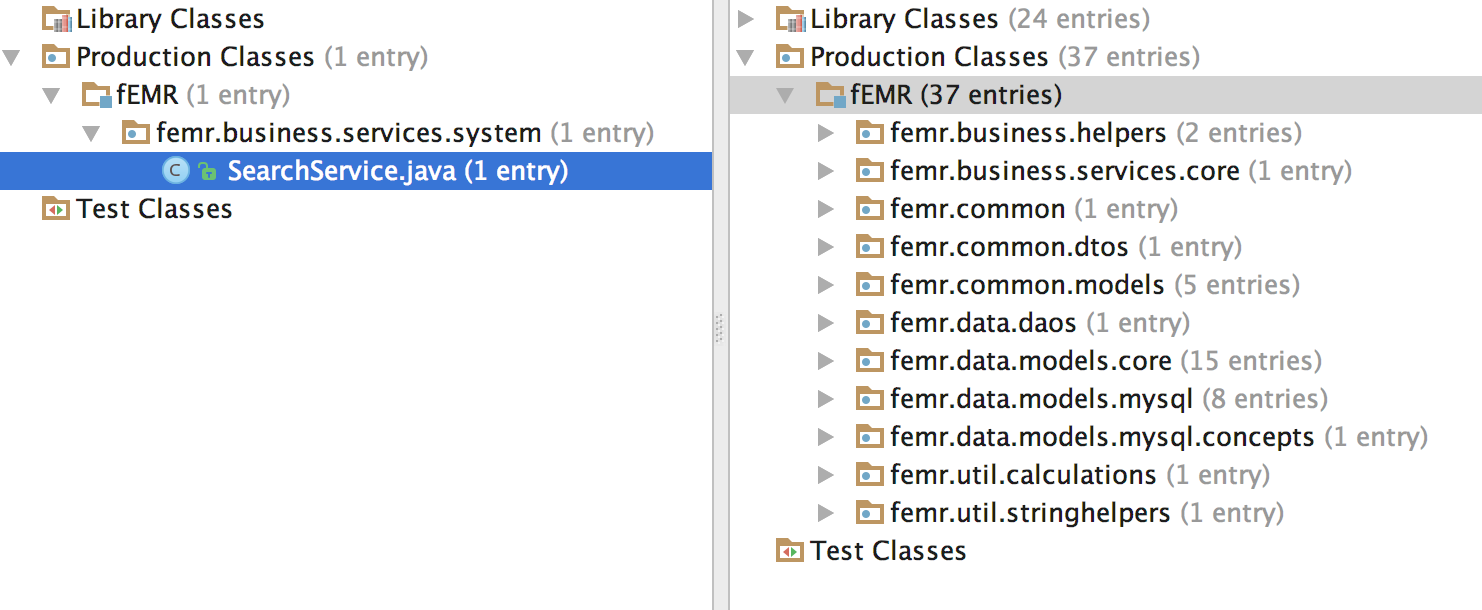 Library Classes
Production Classes (1 entry)
fEMR (1 entry)
femr.business.services.system (1 entry)
C SearchService.java (1 entry)
Test Classes
Library Classes (24 entries)
Production Classes (37 entries)
fEMR (37 entries)
femr.business.helpers (2 entries)
femr.business.services.core (1 entry)
femr.common (1 entry)
femr.common.dtos (1 entry)
femr.common.models (5 entries)
femr.data.daos (1 entry)
femr.data.models.core (15 entries)
femr.data.models.mysql (8 entries)
femr.data.models.mysql.concepts (1 entry)
femr.util.calculations (1 entry)
femr.util.stringhelpers (1 entry)
Test Classes